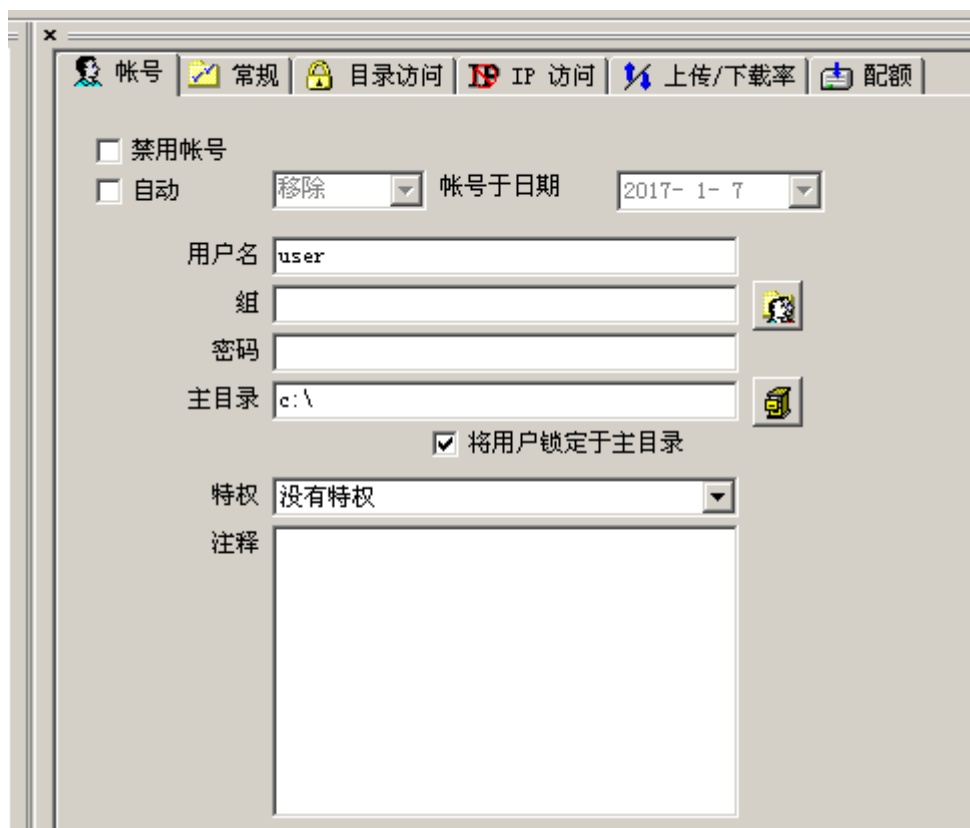 帐号 常规 目录访问 IP 访问 上传/下载率 配额
禁用帐号
自动 移除 帐号于日期 2017- 1- 7
用户名 user
组
密码
主目录 c:\
将用户锁定于主目录
特权 没有特权
注释